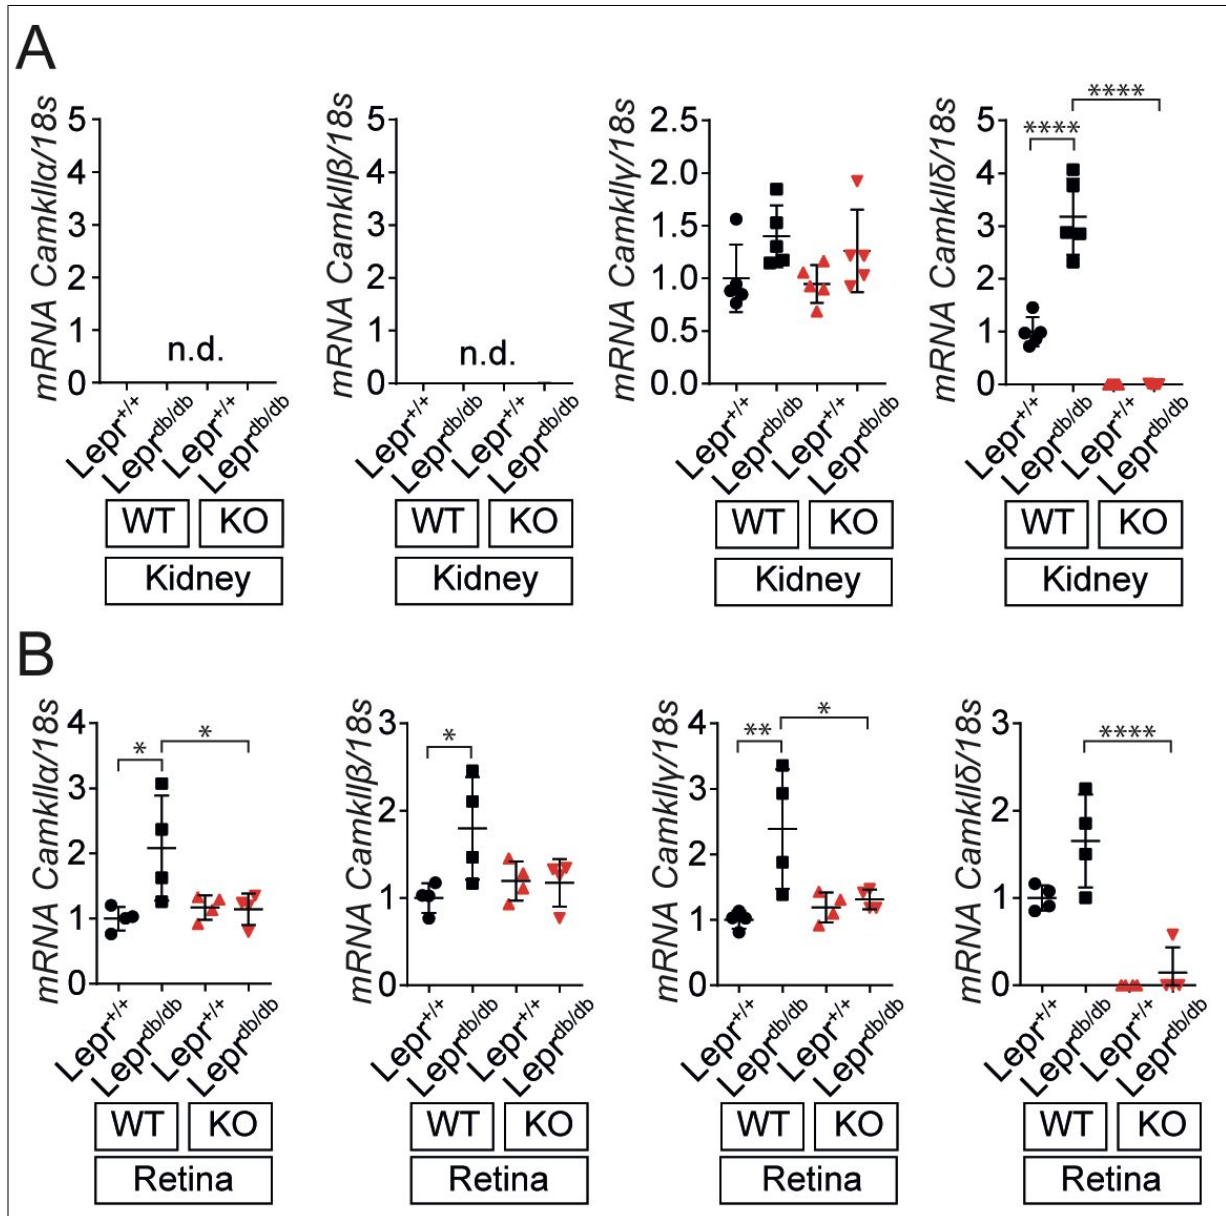 A
mRNA CamkIIα/18s
5
4
3
2
1
0
n.d.
Lepr+/+
Leprdb/db
Lepr+/+
Leprdb/db
WT
KO
Kidney
mRNA CamkIIβ/18s
5
4
3
2
1
0
n.d.
Lepr+/+
Leprdb/db
Lepr+/+
Leprdb/db
WT
KO
Kidney
mRNA CamkIIγ/18s
2.5
2.0
1.5
1.0
0.5
0.0
Lepr+/+
Leprdb/db
Lepr+/+
Leprdb/db
WT
KO
Kidney
mRNA CamkIIδ/18s
5
4
3
2
1
0
****
****
Lepr+/+
Leprdb/db
Lepr+/+
Leprdb/db
WT
KO
Kidney
B
mRNA CamkIIα/18s
4
3
2
1
0
*
*
Lepr+/+
Leprdb/db
Lepr+/+
Leprdb/db
WT
KO
Retina
mRNA CamkIIβ/18s
3
2
1
0
*
Lepr+/+
Leprdb/db
Lepr+/+
Leprdb/db
WT
KO
Retina
mRNA CamkIIγ/18s
4
3
2
1
0
**
*
Lepr+/+
Leprdb/db
Lepr+/+
Leprdb/db
WT
KO
Retina
mRNA CamkIIδ/18s
3
2
1
0
****
Lepr+/+
Leprdb/db
Lepr+/+
Leprdb/db
WT
KO
Retina